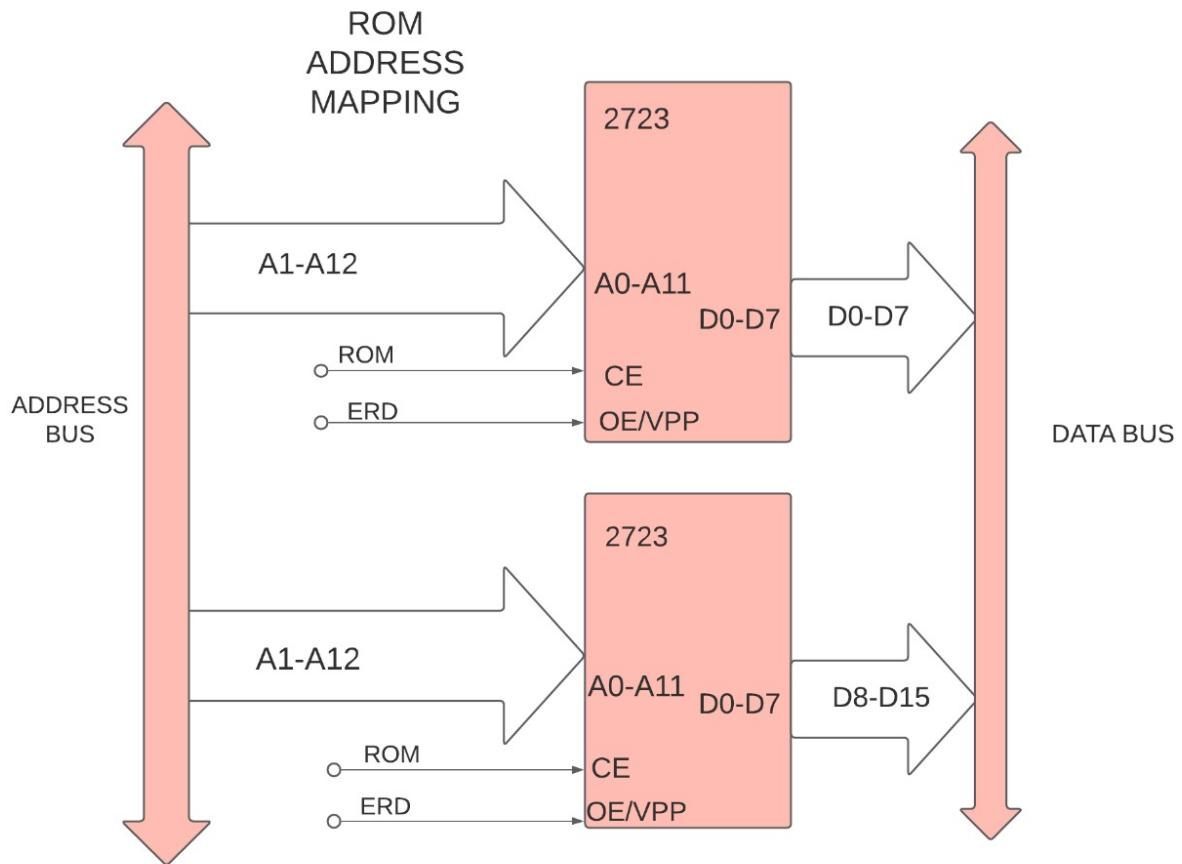 ROM
ADDRESS
MAPPING
2723
A1-A12
A0-A11
D0-D7
D0-D7
ROM
CE
ERD
OE/VPP
ADDRESS
BUS
DATA BUS
2723
A1-A12
A0-A11
D0-D7
D8-D15
ROM
CE
ERD
OE/VPP